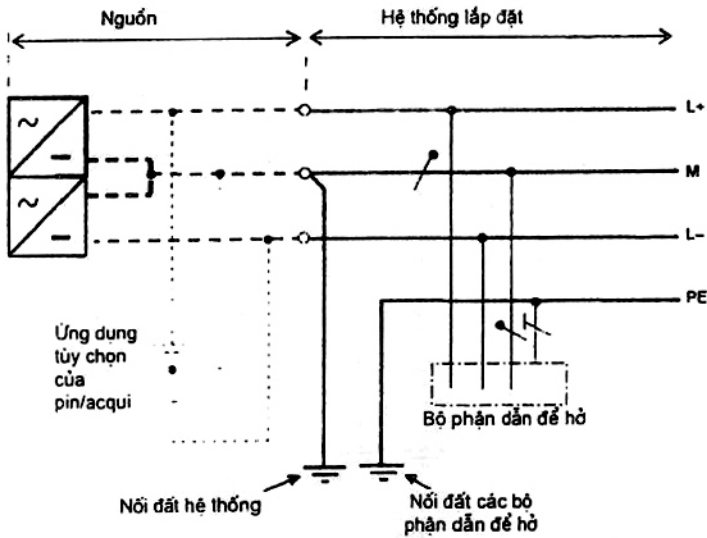 Nguồn
Hệ thống lắp đặt
L+
M
L–
PE
Ứng dụng
tùy chọn
của
pin/acqui
Bộ phận dẫn để hở
Nối đất hệ thống
Nối đất các bộ
phận dẫn để hở